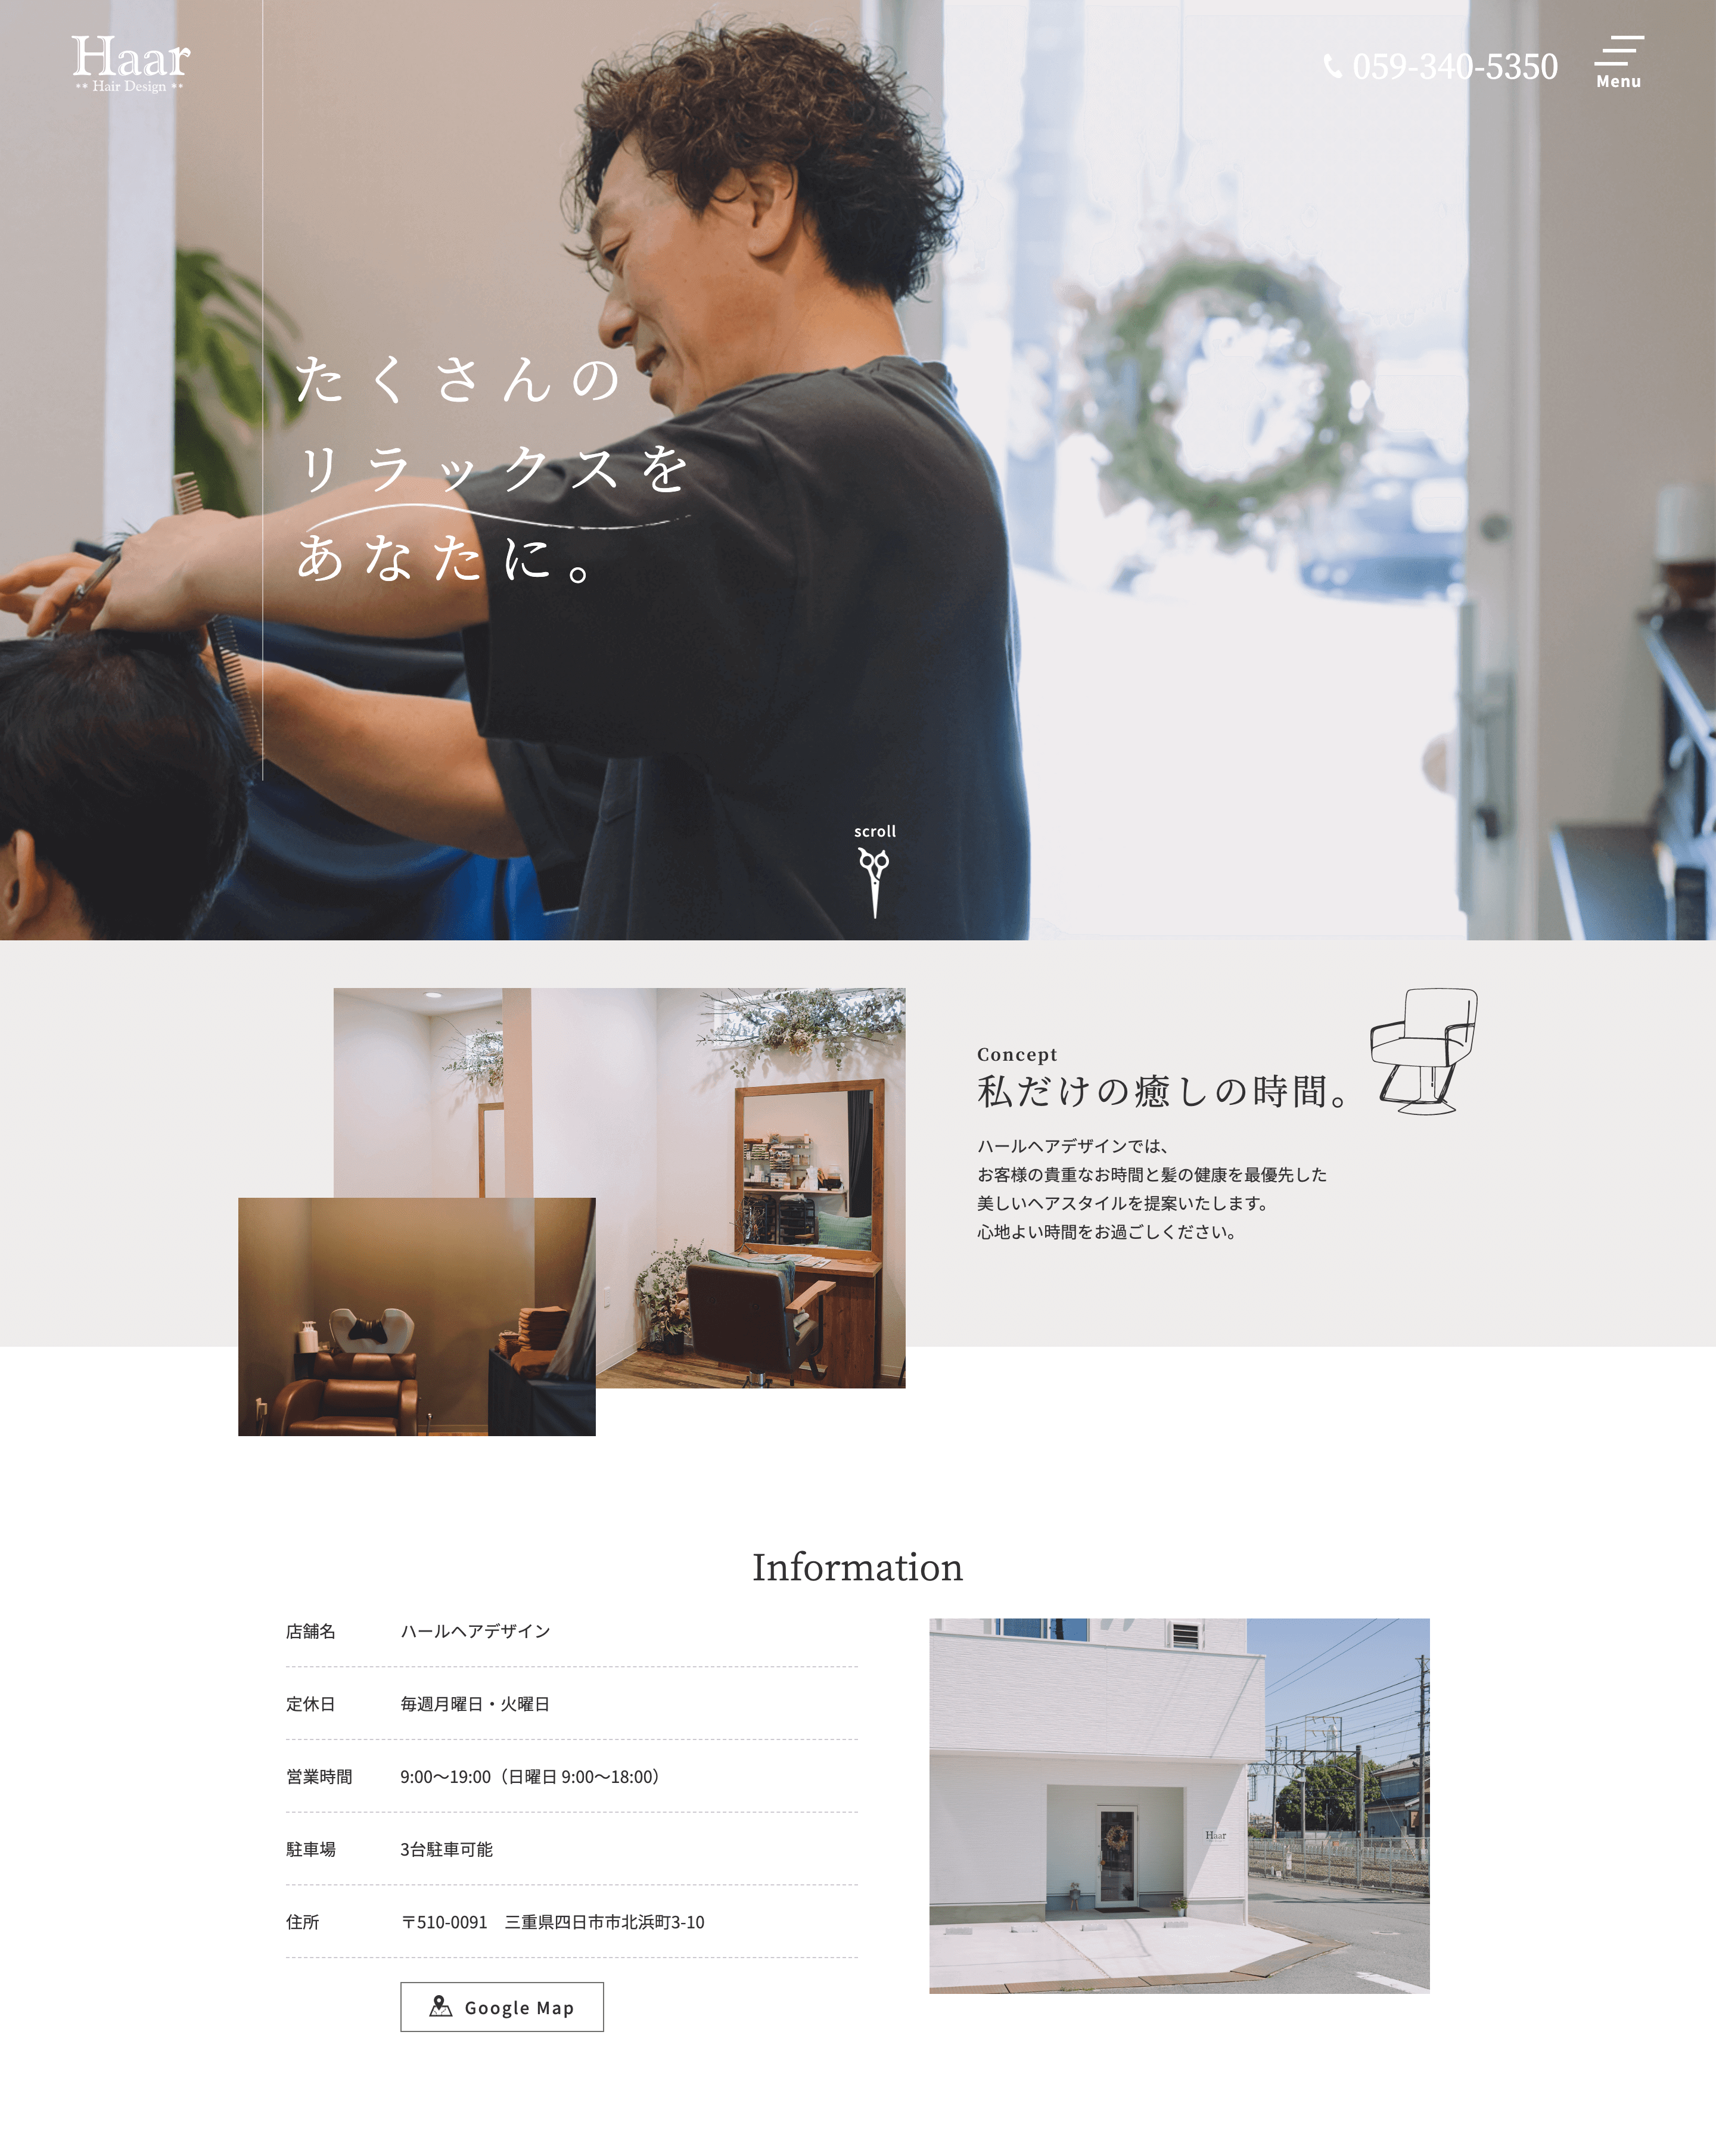 Haar
Hair Design
059-340-5350
Menu
たくさんの
リラックスを
あなたに。
scroll
Concept
私だけの癒しの時間。
ハールヘアデザインでは、
お客様の貴重なお時間と髪の健康を最優先した
美しいヘアスタイルを提案いたします。
心地よい時間をお過ごしください。
Information
店舗名 ハールヘアデザイン
定休日 毎週月曜日・火曜日
営業時間 9:00〜19:00（日曜日 9:00〜18:00）
駐車場 3台駐車可能
住所 〒510-0091　三重県四日市市北浜町3-10
Haar
Google Map